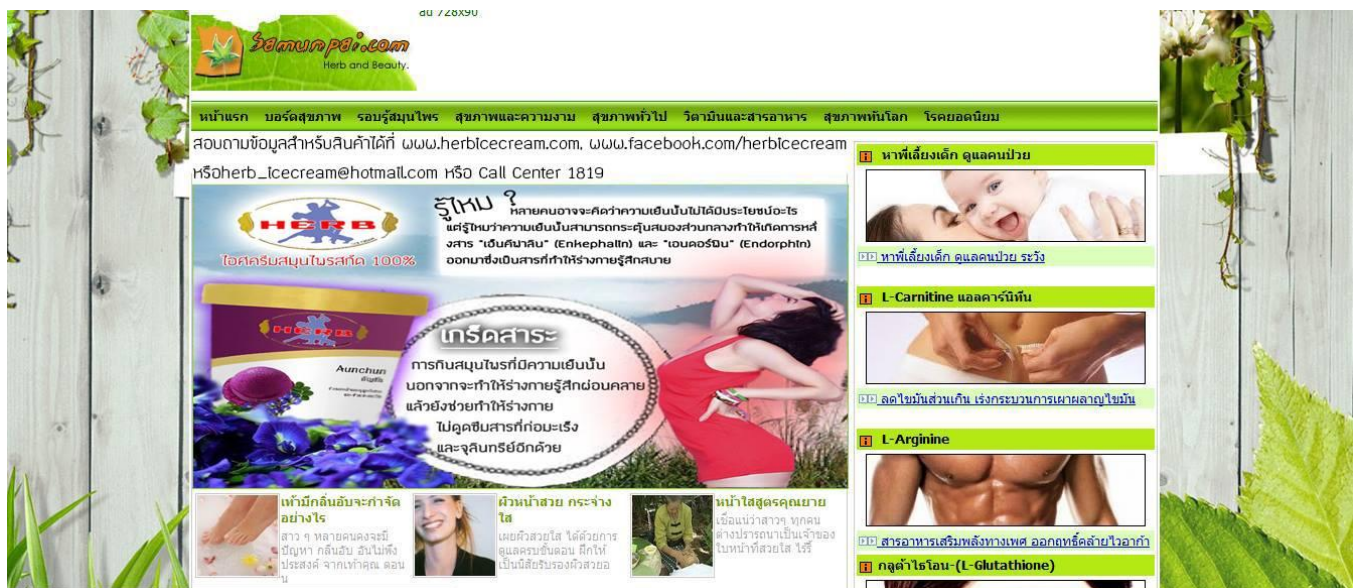 ad 728x90
Samunpai.com
Herb and Beauty.
หน้าแรก บอร์ดสุขภาพ รอบรู้สมุนไพร สุขภาพและความงาม สุขภาพทั่วไป วิตามินและสารอาหาร สุขภาพทันโลก โรคยอดนิยม
สอบถามข้อมูลสำหรับสินค้าได้ที่ www.herbicecream.com, www.facebook.com/herbicecream
หรือherb_icecream@hotmail.com หรือ Call Center 1819
HERB
ไอศครีมสมุนไพรสกัด 100%
รู้ไหม ?
หลายคนอาจจะคิดว่าความเย็นนั้นไม่ได้มีประโยชน์อะไร
แต่รู้ไหมว่าความเย็นนั้นสามารถกระตุ้นสมองส่วนกลางทำให้เกิดการหลั่
งสาร "เอ็นคีฟาลิน" (Enkephalin) และ "เอนดอร์ฟิน" (Endorphin)
ออกมาซึ่งเป็นสารที่ทำให้ร่างกายรู้สึกสบาย
HERB
Aunchun
อัญชัน
เกร็ดสาระ
การกินสมุนไพรที่มีความเย็นนั้น
นอกจากจะทำให้ร่างกายรู้สึกผ่อนคลาย
แล้วยังช่วยทำให้ร่างกาย
ไม่ดูดซึมสารที่ก่อมะเร็ง
และจุลินทรีย์อีกด้วย
เท้ามีกลิ่นอับจะกำจัด
อย่างไร
สาว ๆ หลายคนคงจะมี
ปัญหา กลิ่นอับ อันไม่พึง
ประสงค์ จากเท้าคุณ ตอน
น
ผิวหน้าสวย กระจ่าง
ใส
เผยผิวสวยใส ได้ด้วยการ
ดูแลครบขั้นตอน ฝึกให้
เป็นนิสัยรับรองผิวสวยอ
หน้าใสสูตรคุณยาย
เชื่อแน่ว่าสาวๆ ทุกคน
ต่างปรารถนาเป็นเจ้าของ
ใบหน้าที่สวยใส ไร้ริ้
หาพี่เลี้ยงเด็ก ดูแลคนป่วย
หาพี่เลี้ยงเด็ก ดูแลคนป่วย ระวัง
L-Carnitine แอลคาร์นิทีน
ลดไขมันส่วนเกิน เร่งกระบวนการเผาผลาญไขมัน
L-Arginine
สารอาหารเสริมพลังทางเพศ ออกฤทธิ์คล้ายไวอากร้า
กลูต้าไธโอน-(L-Glutathione)